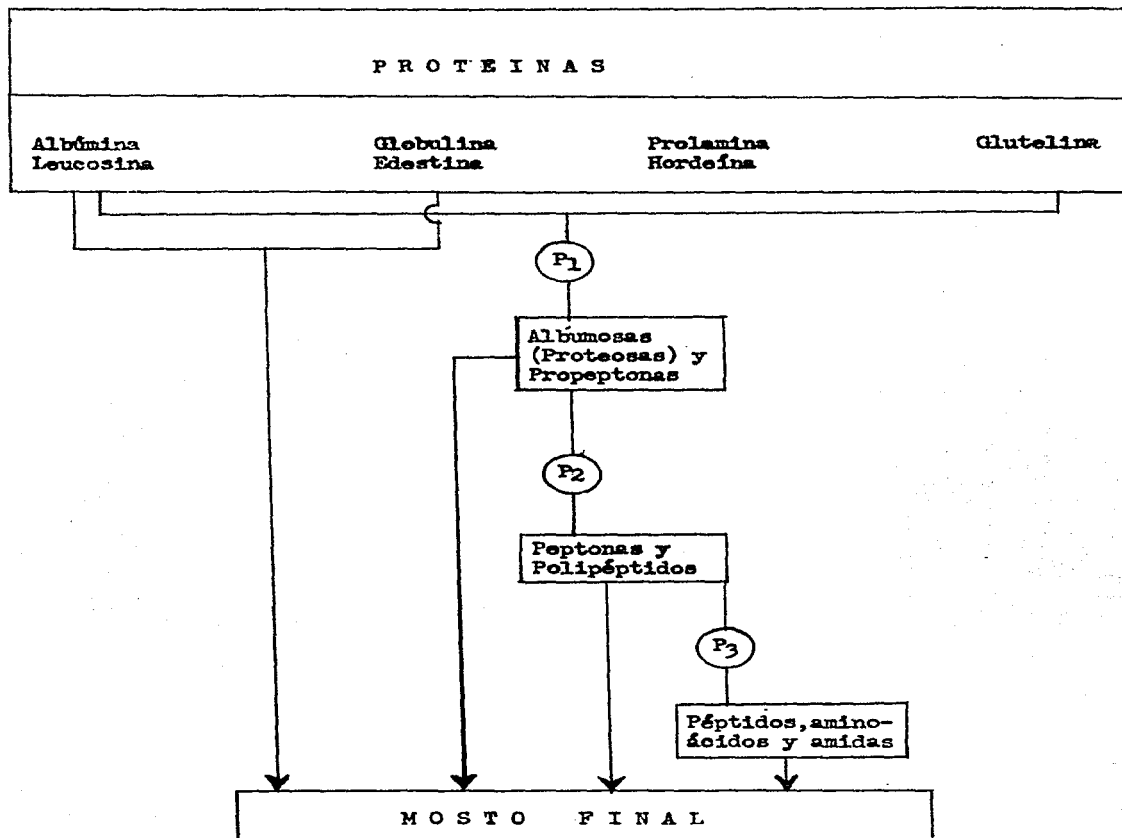 PROTEINAS
Albúmina Globulina Prolamina Glutelina
Leucosina Edestina Hordeína
P1
Albumosas
(Proteosas) y
Propeptonas
P2
Peptonas y
Polipéptidos
P3
Péptidos, amino-
ácidos y amidas
MOSTO FINAL